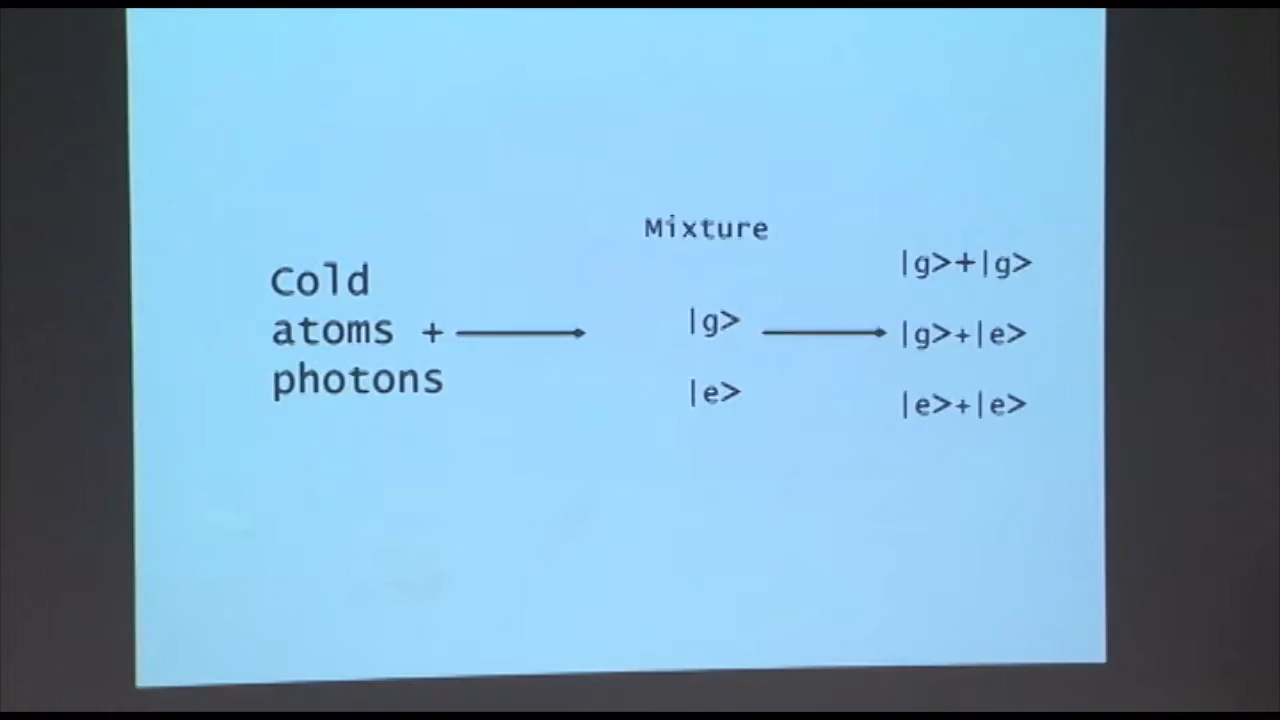 Cold
atoms +
photons
Mixture
|g>
|e>
|g>+|g>
|g>+|e>
|e>+|e>